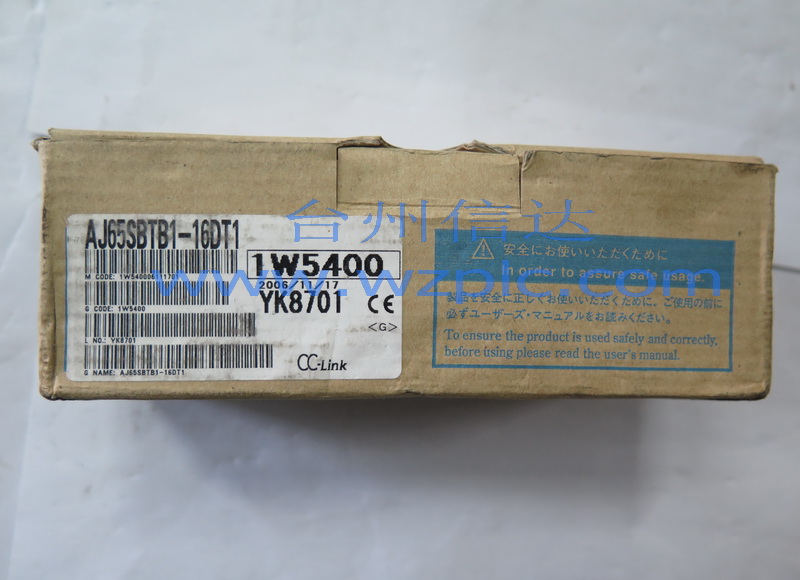 台州信达
www.wzplc.com
AJ65SBTB1-16DT1
1W5400
2006/11/17
YK8701
CE
<G>
G CODE: 1W5400
L NO.: YK8701
G NAME: AJ65SBTB1-16DT1
CC-Link
安全にお使いいただくために
In order to assure safe usage.
製品を安全に正しくお使いいただくために、ご使用の前に
必ずユーザーズ・マニュアルをお読みください。
To ensure the product is used safely and correctly,
before using please read the user's manual.